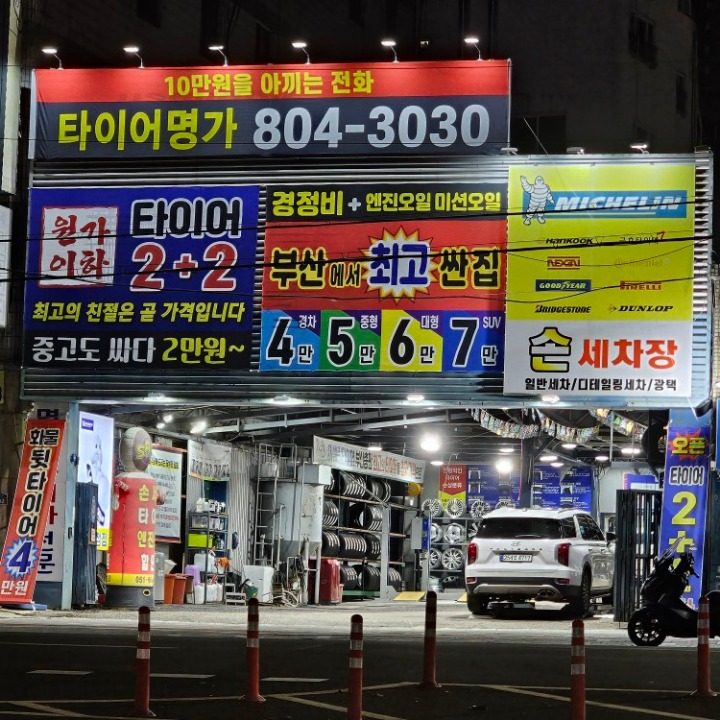 10만원을 아끼는 전화
타이어명가 804-3030
원가
이하
타이어
2+2
최고의 친절은 곧 가격입니다
중고도 싸다 2만원~
경정비 + 엔진오일 미션오일
부산에서 최고 싼집
경차 4만 중형 5만 대형 6만 SUV 7만
MICHELIN
HANKOOK
NEXEN
PIRELLI
GOODYEAR
BRIDGESTONE
DUNLOP
손세차장
일반세차/디테일링세차/광택
화물
뒷타이어
4
만원
오픈
타이어
2+